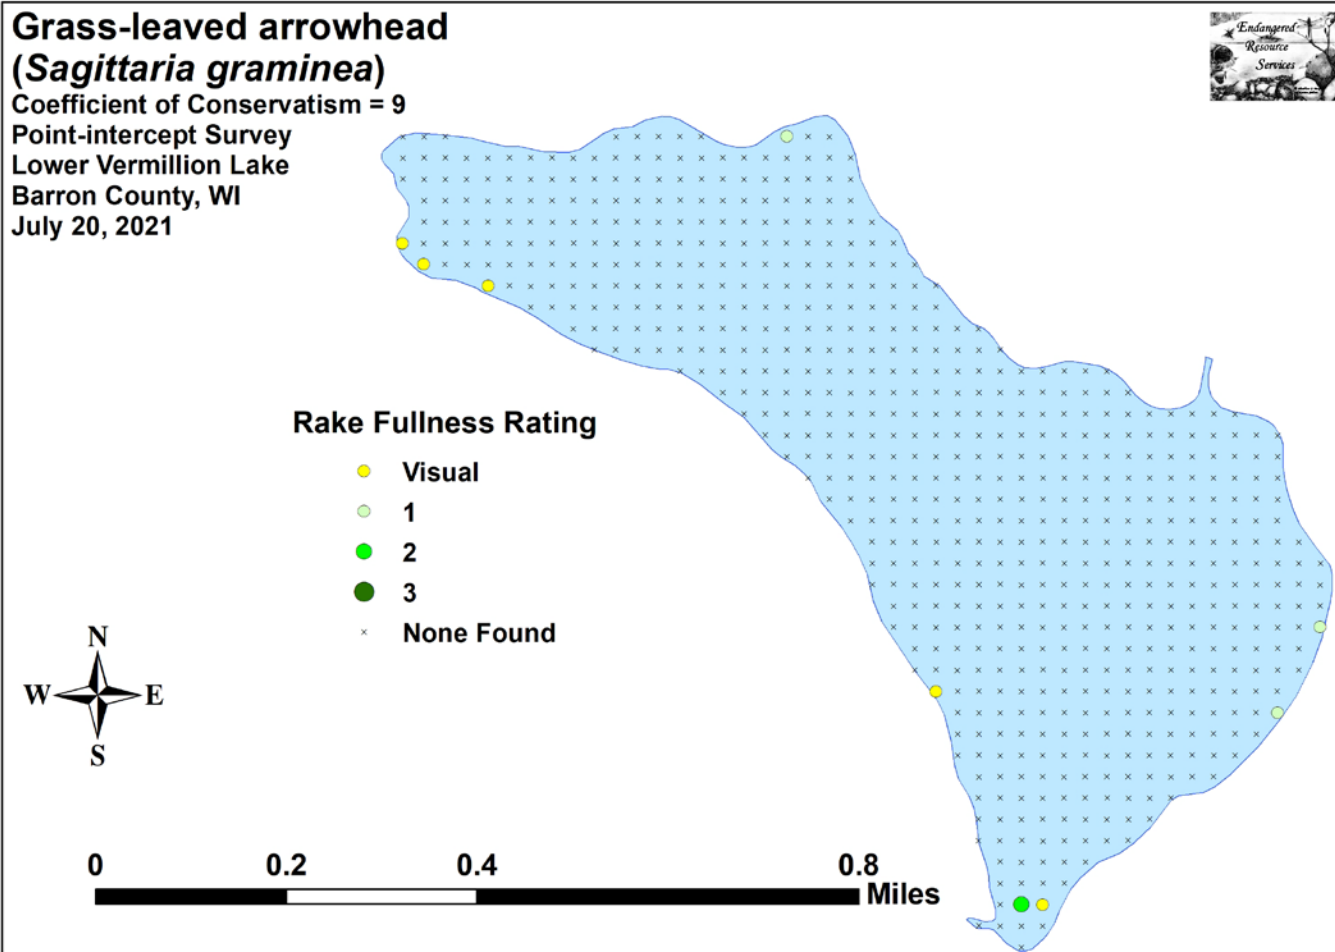 Grass-leaved arrowhead
(Sagittaria graminea)
Coefficient of Conservatism = 9
Point-intercept Survey
Lower Vermillion Lake
Barron County, WI
July 20, 2021
Endangered
Resource
Services
Rake Fullness Rating
Visual
1
2
3
None Found
N
W E
S
0 0.2 0.4 0.8
Miles